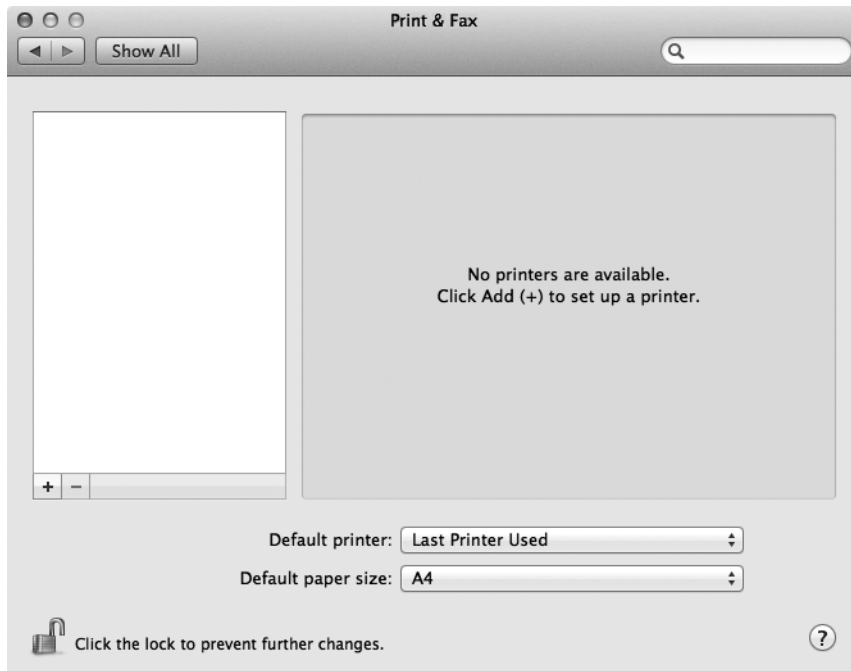 Print & Fax
Show All
No printers are available.
Click Add (+) to set up a printer.
+ −
Default printer: Last Printer Used
Default paper size: A4
Click the lock to prevent further changes.
?